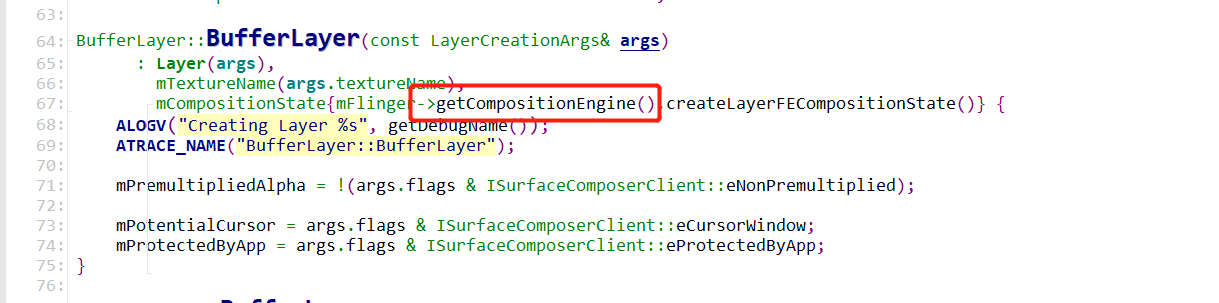 63:
64: BufferLayer::BufferLayer(const LayerCreationArgs& args)
65: : Layer(args),
66: mTextureName(args.textureName),
67: mCompositionState{mFlinger->getCompositionEngine().createLayerFECompositionState()} {
68: ALOGV("Creating Layer %s", getDebugName());
69: ATRACE_NAME("BufferLayer::BufferLayer");
70:
71: mPremultipliedAlpha = !(args.flags & ISurfaceComposerClient::eNonPremultiplied);
72:
73: mPotentialCursor = args.flags & ISurfaceComposerClient::eCursorWindow;
74: mProtectedByApp = args.flags & ISurfaceComposerClient::eProtectedByApp;
75: }
76: